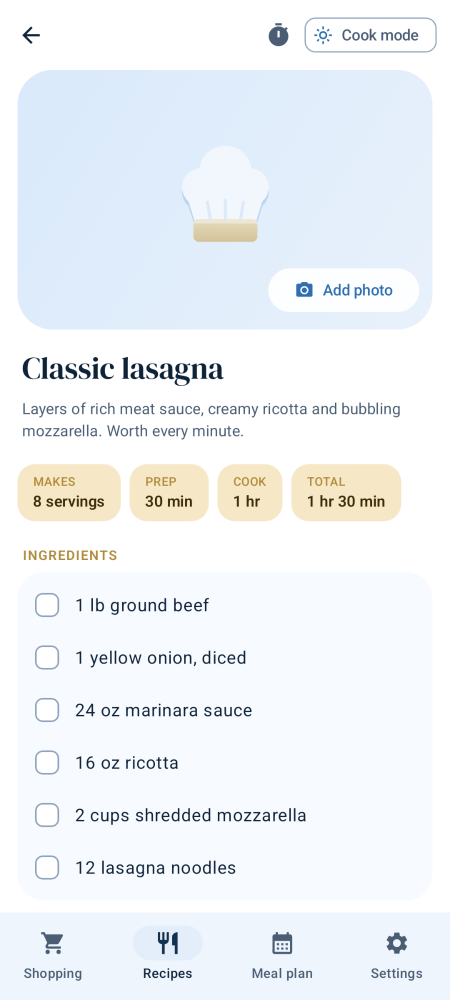 Cook mode
Add photo
Classic lasagna
Layers of rich meat sauce, creamy ricotta and bubbling
mozzarella. Worth every minute.
MAKES
8 servings
PREP
30 min
COOK
1 hr
TOTAL
1 hr 30 min
INGREDIENTS
1 lb ground beef
1 yellow onion, diced
24 oz marinara sauce
16 oz ricotta
2 cups shredded mozzarella
12 lasagna noodles
Shopping
Recipes
Meal plan
Settings